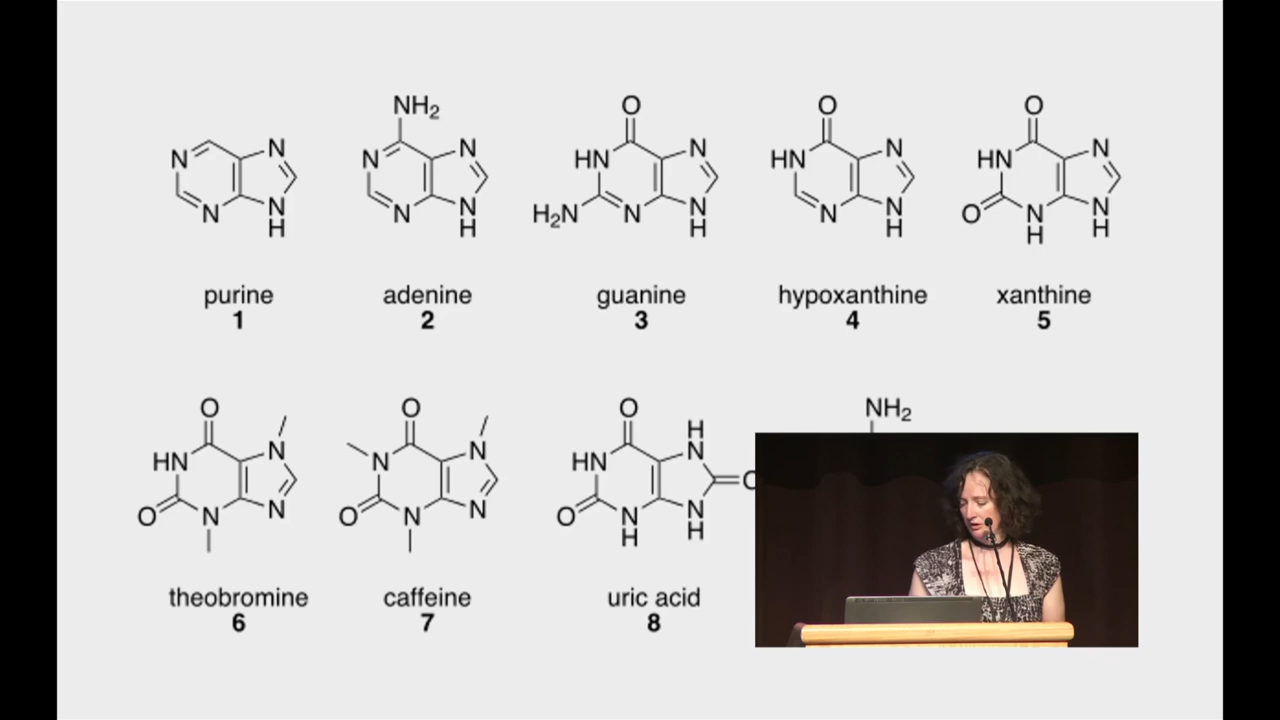 NH2
O
O
O
N
N
N
N
H
N
N
N
N
H
HN
H2N
N
N
N
H
HN
N
N
N
H
HN
O
N
H
N
N
H
purine
adenine
guanine
hypoxanthine
xanthine
1
2
3
4
5
O
O
O
NH2
HN
O
N
N
N
N
O
N
N
N
HN
O
N
H
H
N
N
H
O
theobromine
caffeine
uric acid
6
7
8